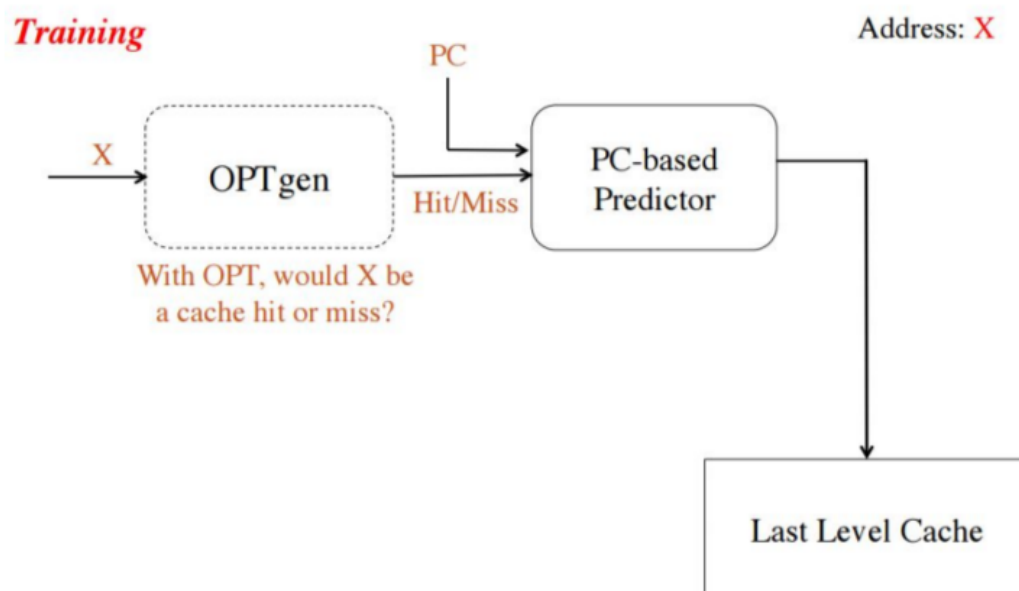 Training
Address: X
PC
X
OPTgen
Hit/Miss
PC-based
Predictor
With OPT, would X be
a cache hit or miss?
Last Level Cache